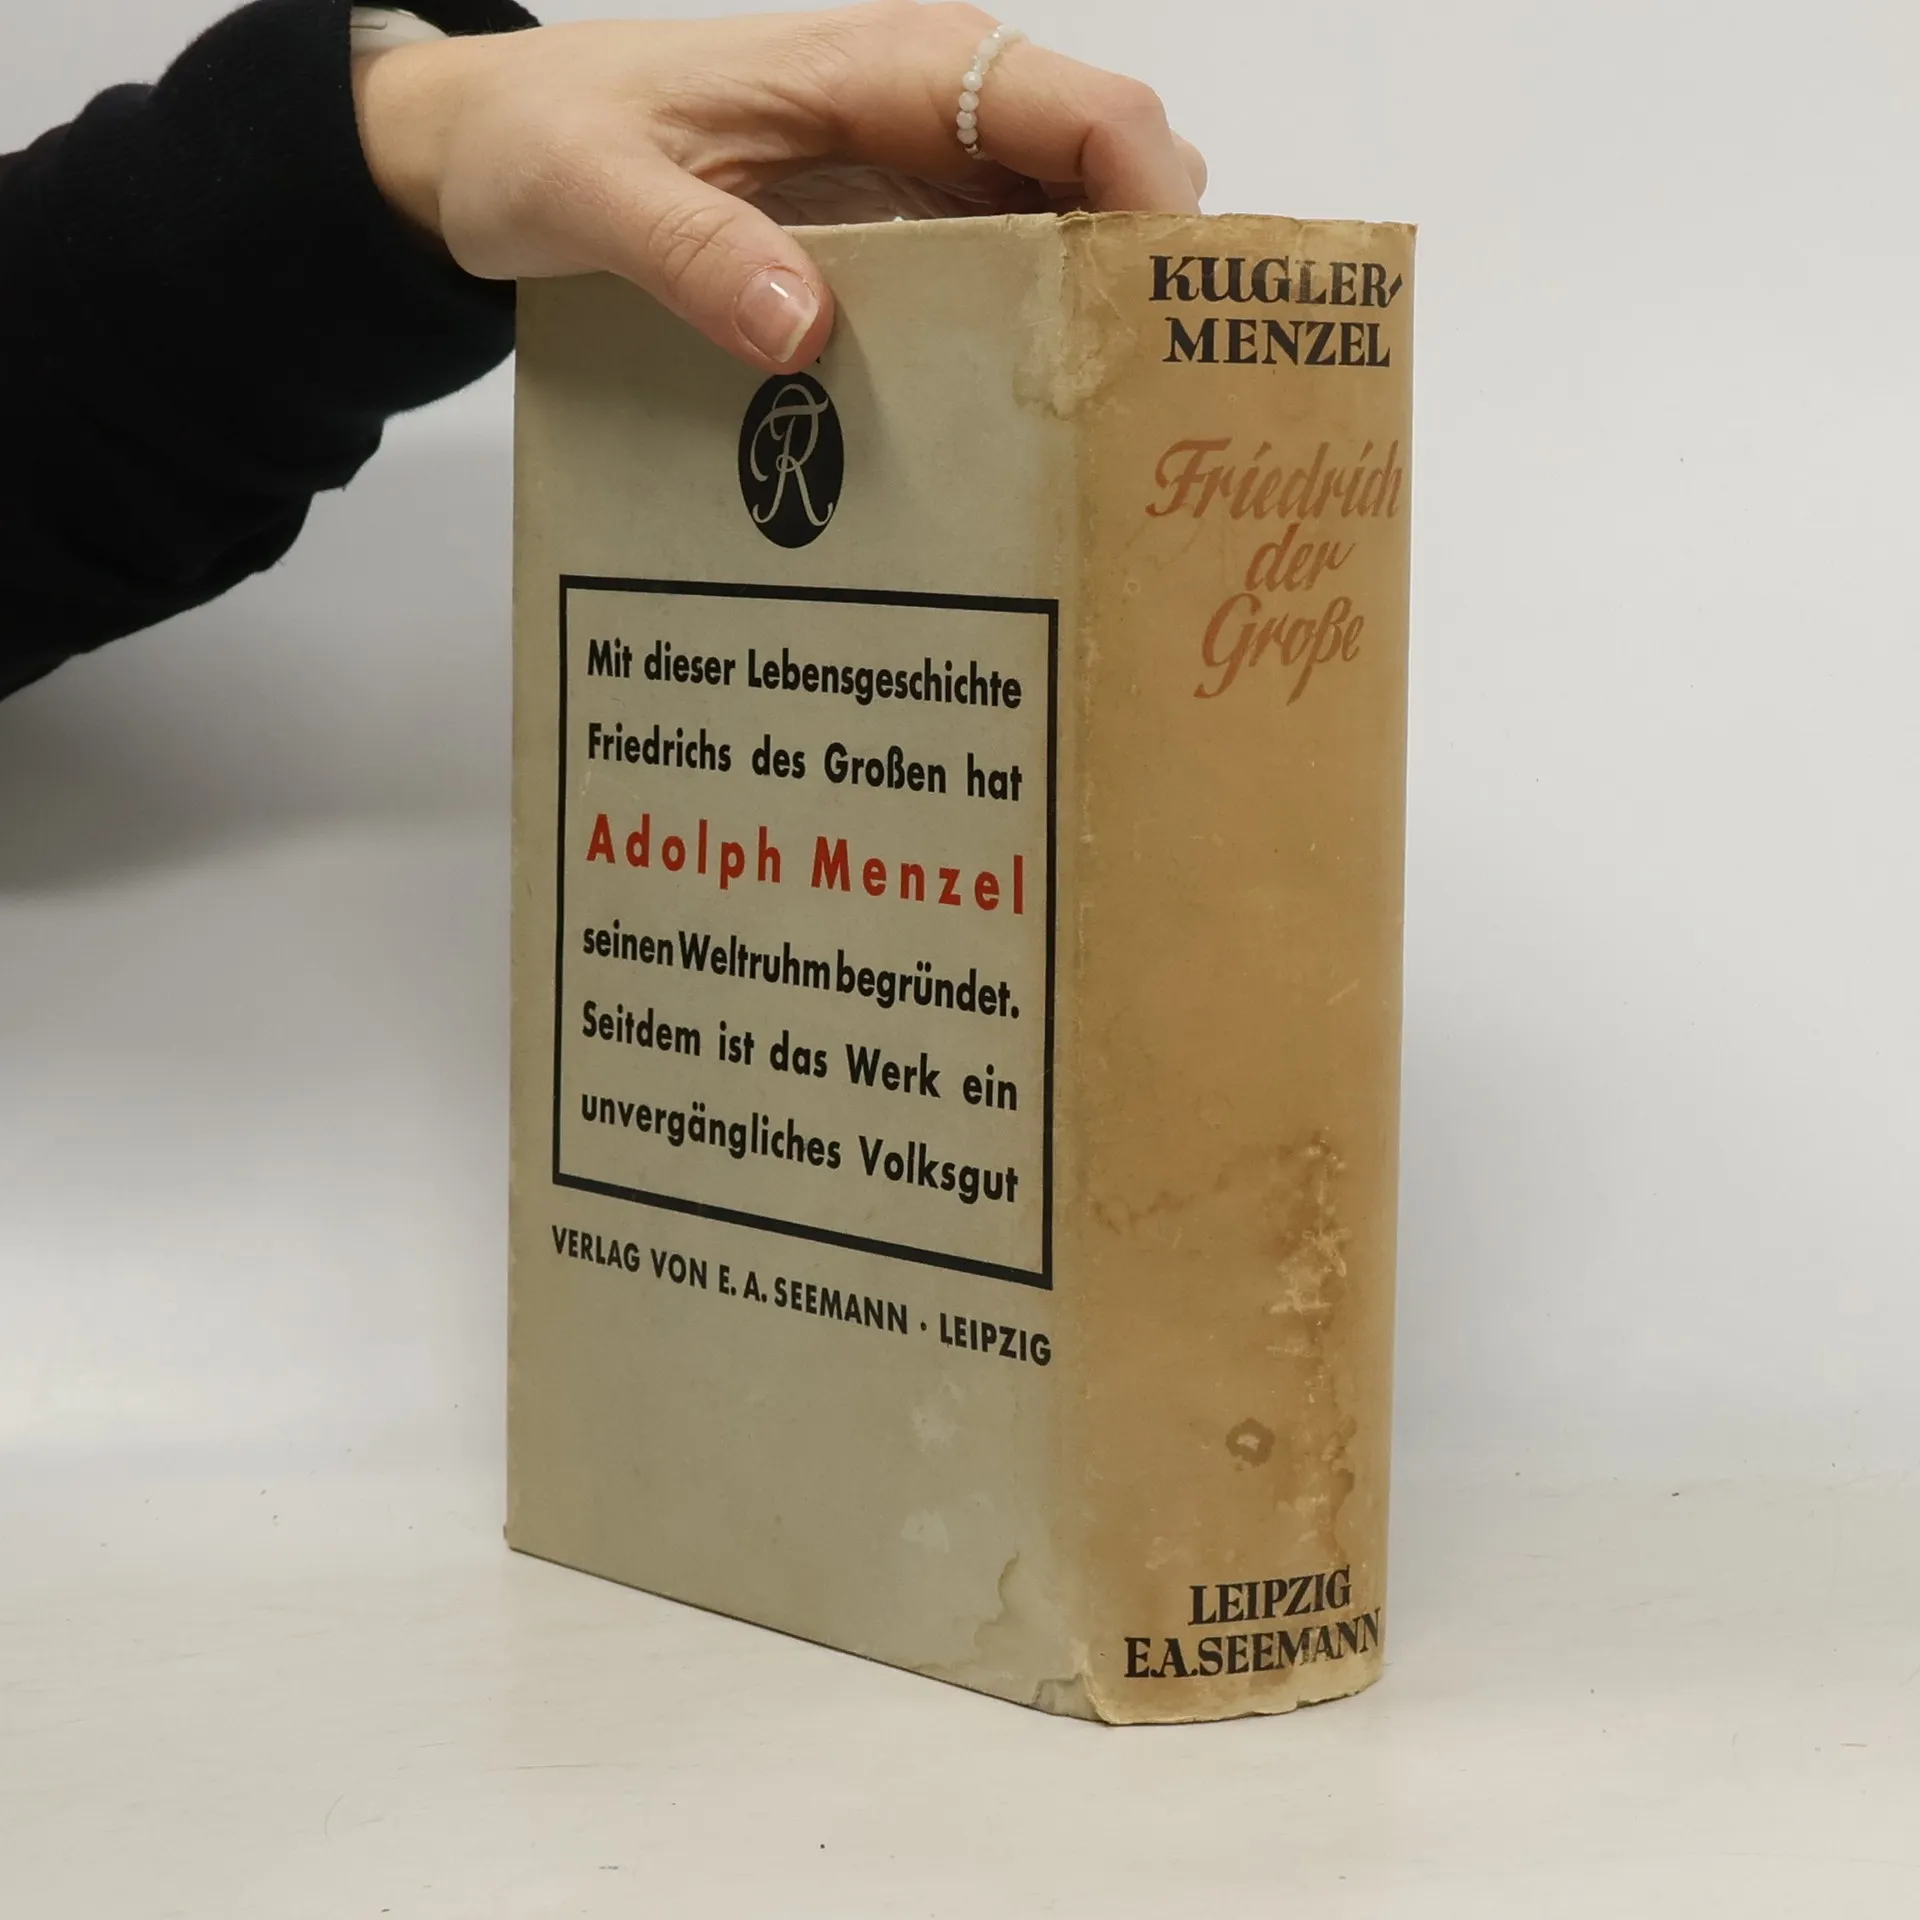 Mit dieser Lebensgeschichte
Friedrichs des Großen hat
Adolph Menzel
seinen Weltruhm begründet.
Seitdem ist das Werk ein
unvergängliches Volksgut
VERLAG VON E. A. SEEMANN · LEIPZIG
KUGLER/
MENZEL
Friedrich
der
Große
LEIPZIG
E.A.SEEMANN